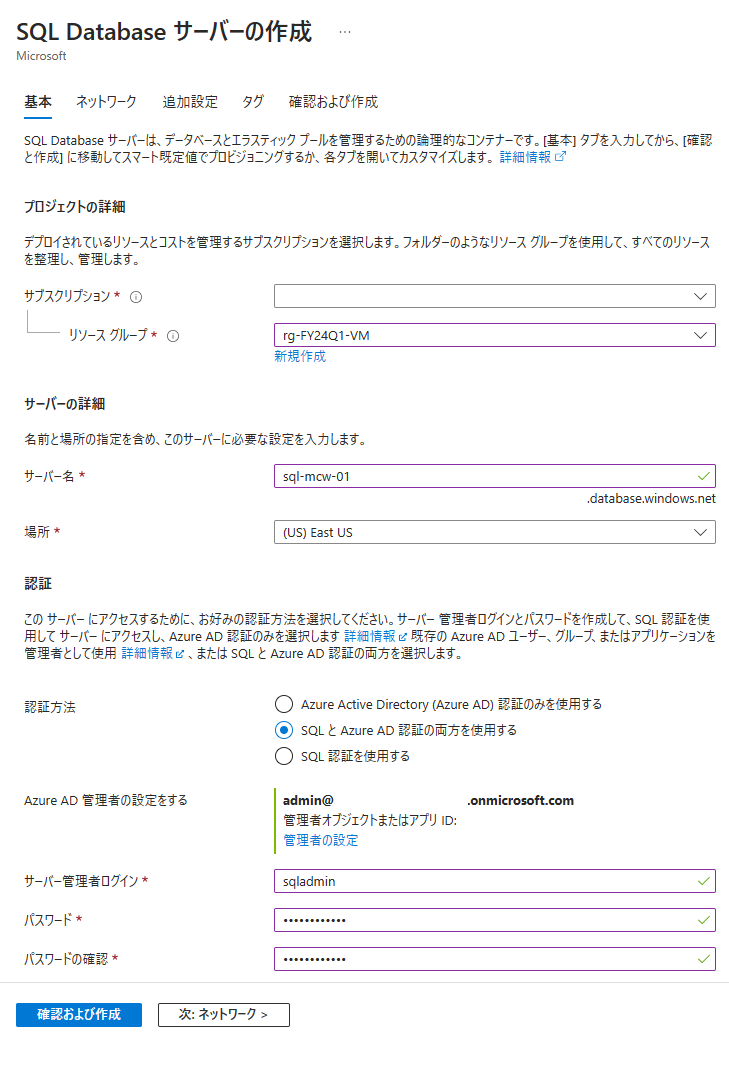 SQL Database サーバーの作成 ...
Microsoft
基本 ネットワーク 追加設定 タグ 確認および作成
SQL Database サーバーは、データベースとエラスティック プールを管理するための論理的なコンテナーです。[基本] タブを入力してから、[確認
と作成] に移動してスマート既定値でプロビジョニングするか、各タブを開いてカスタマイズします。 詳細情報
プロジェクトの詳細
デプロイされているリソースとコストを管理するサブスクリプションを選択します。フォルダーのようなリソース グループを使用して、すべてのリソース
を整理し、管理します。
サブスクリプション *
リソース グループ * rg-FY24Q1-VM
新規作成
サーバーの詳細
名前と場所の指定を含め、このサーバーに必要な設定を入力します。
サーバー名 * sql-mcw-01
.database.windows.net
場所 * (US) East US
認証
この サーバー にアクセスするために、お好みの認証方法を選択してください。サーバー 管理者ログインとパスワードを作成して、SQL 認証を使
用して サーバー にアクセスし、Azure AD 認証のみを選択します 詳細情報 既存の Azure AD ユーザー、グループ、またはアプリケーションを
管理者として使用 詳細情報 、または SQL と Azure AD 認証の両方を選択します。
認証方法 Azure Active Directory (Azure AD) 認証のみを使用する
SQL と Azure AD 認証の両方を使用する
SQL 認証を使用する
Azure AD 管理者の設定をする admin@ .onmicrosoft.com
管理者オブジェクトまたはアプリ ID:
管理者の設定
サーバー管理者ログイン * sqladmin
パスワード * ••••••••••••
パスワードの確認 * ••••••••••••
確認および作成 次: ネットワーク >